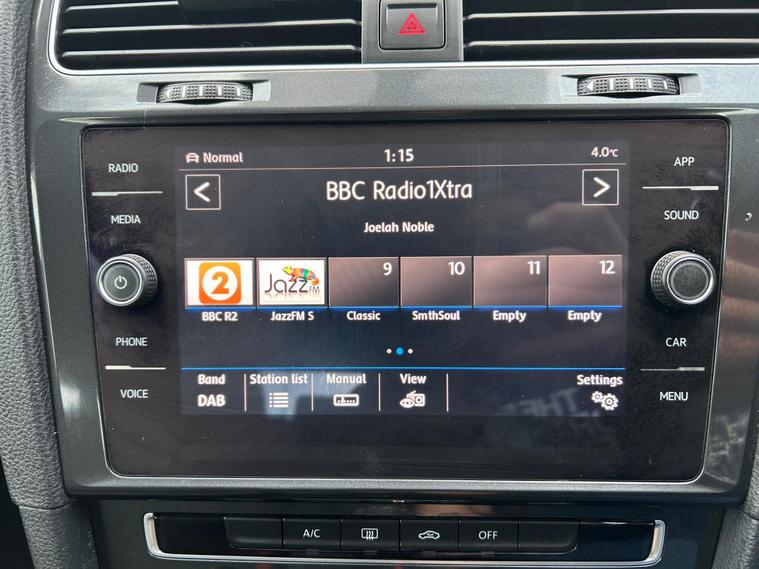 RADIO
MEDIA
PHONE
VOICE
Normal 1:15 4.0°C
BBC Radio1Xtra
Joelah Noble
2 Jazz FM 9 10 11 12
BBC R2 JazzFM S Classic SmthSoul Empty Empty
Band Station list Manual View Settings
DAB
APP
SOUND
CAR
MENU
A/C OFF